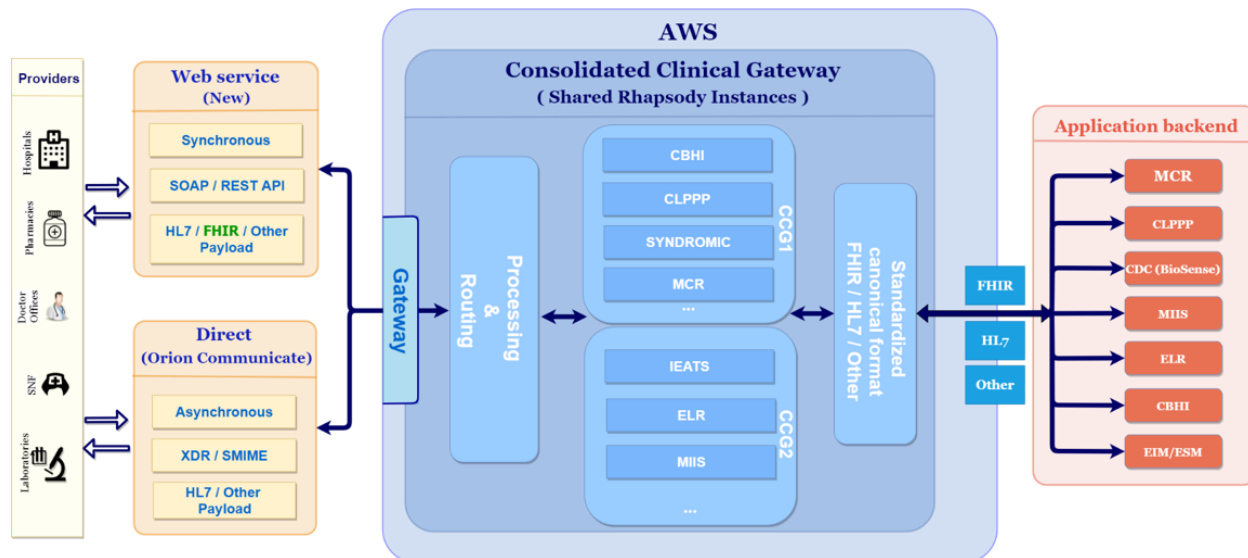 Providers
Hospitals
Pharmacies
Doctor
Offices
SNF
Laboratories
Web service
(New)
Synchronous
SOAP / REST API
HL7 / FHIR / Other
Payload
Direct
(Orion Communicate)
Asynchronous
XDR / SMIME
HL7 / Other
Payload
AWS
Consolidated Clinical Gateway
( Shared Rhapsody Instances )
Gateway
Processing
&
Routing
CBHI
CLPPP
SYNDROMIC
MCR
...
CCG1
IEATS
ELR
MIIS
...
CCG2
Standardized
canonical format
FHIR / HL7 / Other
FHIR
HL7
Other
Application backend
MCR
CLPPP
CDC (BioSense)
MIIS
ELR
CBHI
EIM/ESM